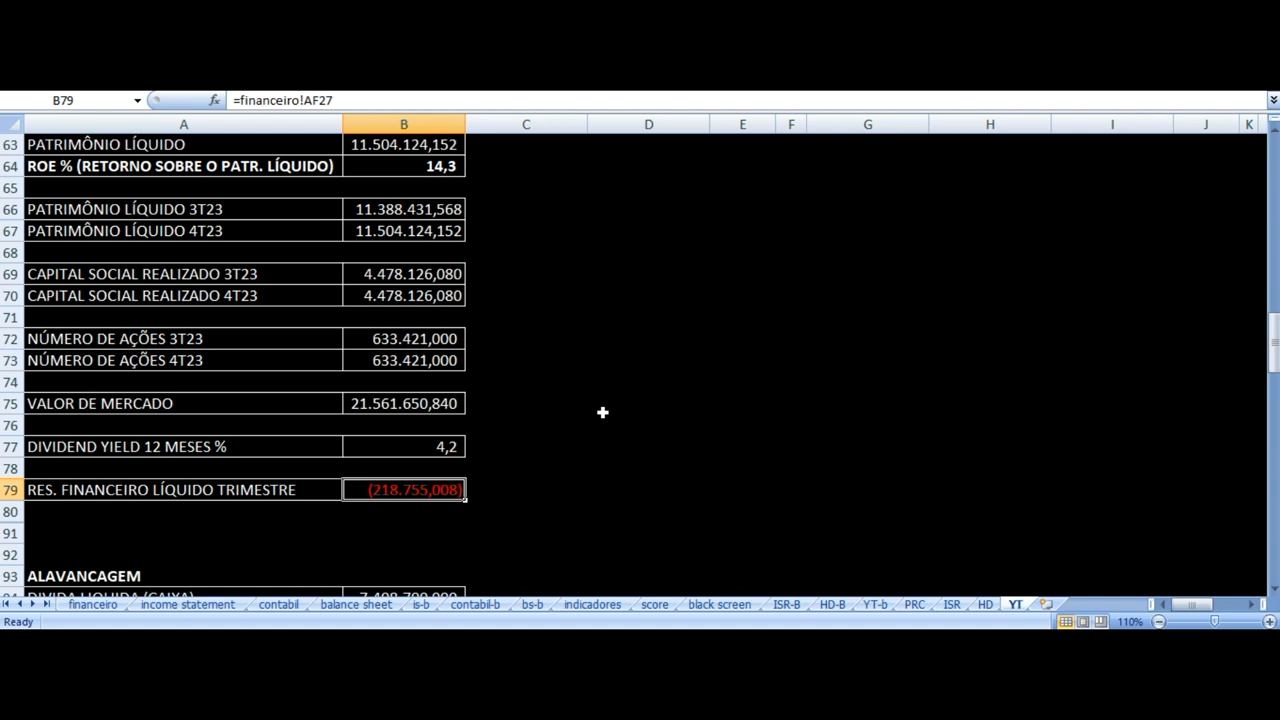 B79 fx =financeiro!AF27
A B C D E F G H I J K
63 PATRIMÔNIO LÍQUIDO 11.504.124,152
64 ROE % (RETORNO SOBRE O PATR. LÍQUIDO) 14,3
65
66 PATRIMÔNIO LÍQUIDO 3T23 11.388.431,568
67 PATRIMÔNIO LÍQUIDO 4T23 11.504.124,152
68
69 CAPITAL SOCIAL REALIZADO 3T23 4.478.126,080
70 CAPITAL SOCIAL REALIZADO 4T23 4.478.126,080
71
72 NÚMERO DE AÇÕES 3T23 633.421,000
73 NÚMERO DE AÇÕES 4T23 633.421,000
74
75 VALOR DE MERCADO 21.561.650,840
76
77 DIVIDEND YIELD 12 MESES % 4,2
78
79 RES. FINANCEIRO LÍQUIDO TRIMESTRE (218.755,008)
80
91
92
93 ALAVANCAGEM
94 DIVIDA LIQUIDA (CAIXA)
financeiro income statement contabil balance sheet is-b contabil-b bs-b indicadores score black screen ISR-B HD-B YT-b PRC ISR HD YT
Ready 110%